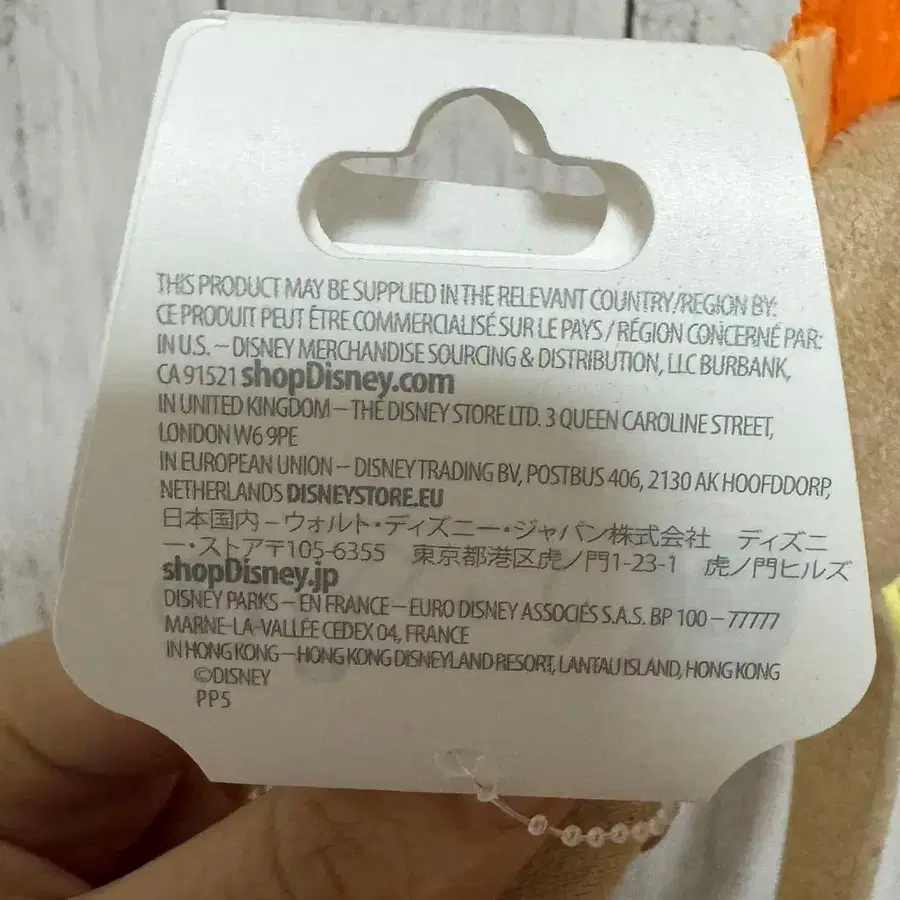 THIS PRODUCT MAY BE SUPPLIED IN THE RELEVANT COUNTRY/REGION BY:
CE PRODUIT PEUT ÊTRE COMMERCIALISÉ SUR LE PAYS / RÉGION CONCERNÉ PAR:
IN U.S. – DISNEY MERCHANDISE SOURCING & DISTRIBUTION, LLC BURBANK,
CA 91521 shopDisney.com
IN UNITED KINGDOM – THE DISNEY STORE LTD. 3 QUEEN CAROLINE STREET,
LONDON W6 9PE
IN EUROPEAN UNION – DISNEY TRADING BV, POSTBUS 406, 2130 AK HOOFDDORP,
NETHERLANDS DISNEYSTORE.EU
日本国内–ウォルト・ディズニー・ジャパン株式会社 ディズニ
ー・ストア〒105-6355 東京都港区虎ノ門1-23-1 虎ノ門ヒルズ
shopDisney.jp
DISNEY PARKS – EN FRANCE – EURO DISNEY ASSOCIÉS S.A.S. BP 100 – 77777
MARNE-LA-VALLÉE CEDEX 04, FRANCE
IN HONG KONG – HONG KONG DISNEYLAND RESORT, LANTAU ISLAND, HONG KONG
©DISNEY
PP5